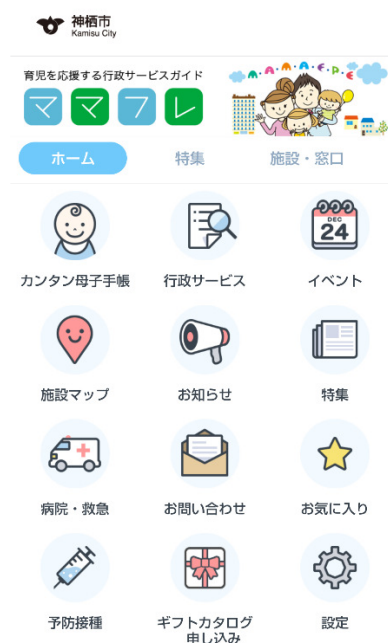 神栖市
Kamisu City
育児を応援する行政サービスガイド
ママフレ
M・A・M・A・F・R・E
ホーム 特集 施設・窓口
DEC
24
カンタン母子手帳 行政サービス イベント
施設マップ お知らせ 特集
病院・救急 お問い合わせ お気に入り
予防接種 ギフトカタログ 設定
申し込み